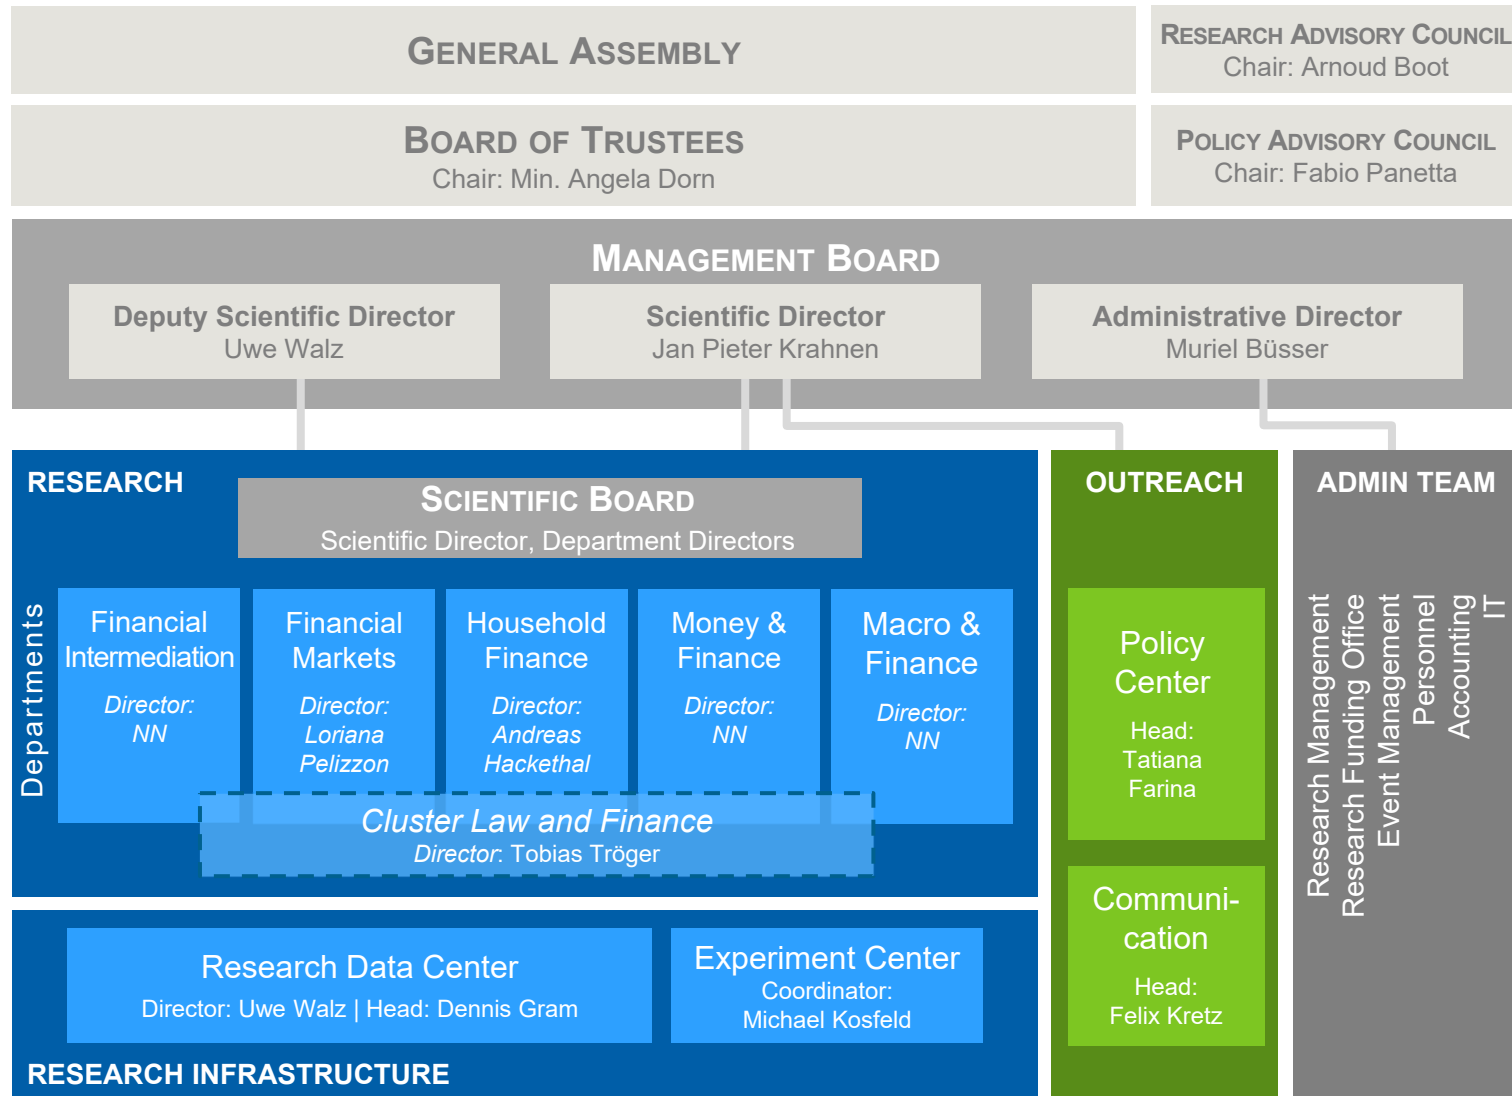 GENERAL ASSEMBLY
RESEARCH ADVISORY COUNCIL
Chair: Arnoud Boot
BOARD OF TRUSTEES
Chair: Min. Angela Dorn
POLICY ADVISORY COUNCIL
Chair: Fabio Panetta
MANAGEMENT BOARD
Deputy Scientific Director
Uwe Walz
Scientific Director
Jan Pieter Krahnen
Administrative Director
Muriel Büsser
RESEARCH
SCIENTIFIC BOARD
Scientific Director, Department Directors
Departments
Financial
Intermediation
Director:
NN
Financial
Markets
Director:
Loriana
Pelizzon
Household
Finance
Director:
Andreas
Hackethal
Money &
Finance
Director:
NN
Macro &
Finance
Director:
NN
Cluster Law and Finance
Director: Tobias Tröger
Research Data Center
Director: Uwe Walz | Head: Dennis Gram
Experiment Center
Coordinator:
Michael Kosfeld
RESEARCH INFRASTRUCTURE
OUTREACH
Policy
Center
Head:
Tatiana
Farina
Communi-
cation
Head:
Felix Kretz
ADMIN TEAM
Research Management
Research Funding Office
Event Management
Personnel
Accounting
IT